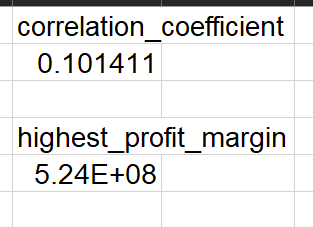 correlation_coefficient
0.101411
highest_profit_margin
5.24E+08